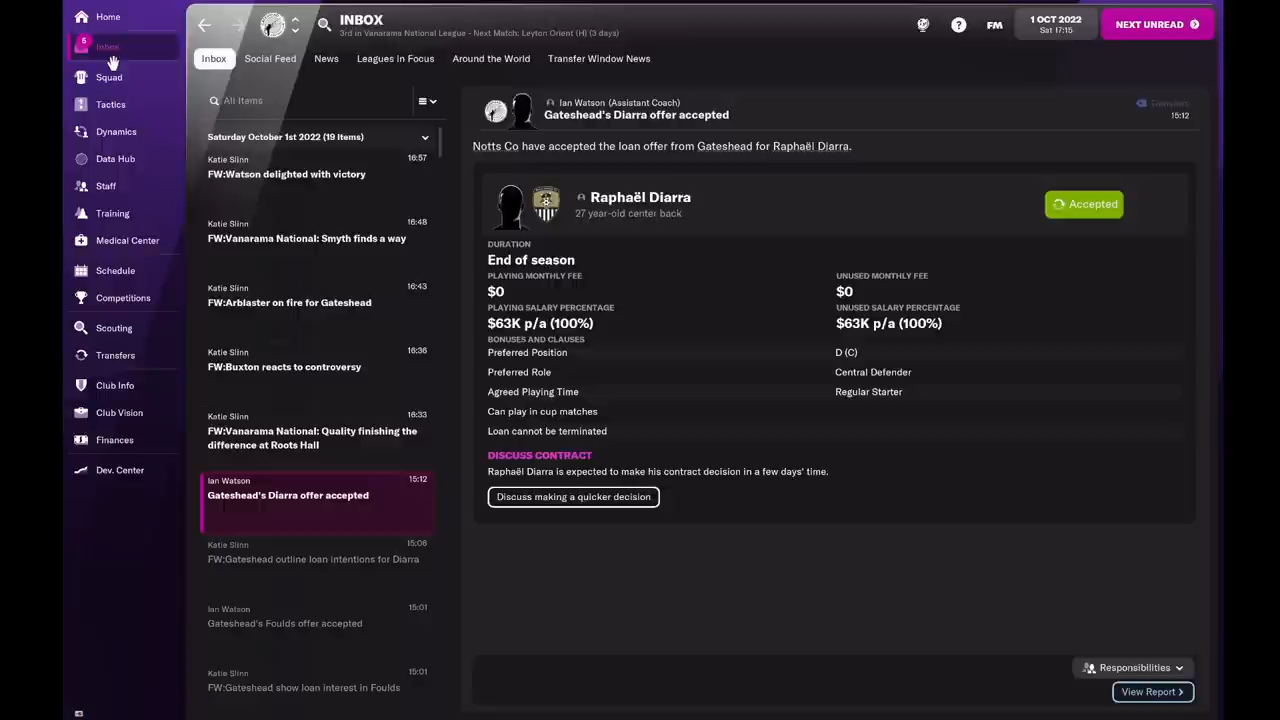 Home
5
Inbox
Squad
Tactics
Dynamics
Data Hub
Staff
Training
Medical Center
Schedule
Competitions
Scouting
Transfers
Club Info
Club Vision
Finances
Dev. Center
INBOX
3rd in Vanarama National League - Next Match: Leyton Orient (H) (3 days)
?
FM
1 OCT 2022
Sat 17:15
NEXT UNREAD
Inbox
Social Feed
News
Leagues In Focus
Around the World
Transfer Window News
All Items
Saturday October 1st 2022 (19 Items)
Katie Slinn
16:57
FW:Watson delighted with victory
Katie Slinn
16:48
FW:Vanarama National: Smyth finds a way
Katie Slinn
16:43
FW:Arblaster on fire for Gateshead
Katie Slinn
16:36
FW:Buxton reacts to controversy
Katie Slinn
16:33
FW:Vanarama National: Quality finishing the
difference at Roots Hall
Ian Watson
15:12
Gateshead's Diarra offer accepted
Katie Slinn
15:06
FW:Gateshead outline loan intentions for Diarra
Ian Watson
15:01
Gateshead's Foulds offer accepted
Katie Slinn
15:01
FW:Gateshead show loan interest in Foulds
Ian Watson (Assistant Coach)
Gateshead's Diarra offer accepted
Transfers
15:12
Notts Co have accepted the loan offer from Gateshead for Raphaël Diarra.
Raphaël Diarra
27 year-old center back
Accepted
DURATION
End of season
PLAYING MONTHLY FEE
UNUSED MONTHLY FEE
$0
$0
PLAYING SALARY PERCENTAGE
UNUSED SALARY PERCENTAGE
$63K p/a (100%)
$63K p/a (100%)
BONUSES AND CLAUSES
Preferred Position
D (C)
Preferred Role
Central Defender
Agreed Playing Time
Regular Starter
Can play in cup matches
Loan cannot be terminated
DISCUSS CONTRACT
Raphaël Diarra is expected to make his contract decision in a few days' time.
Discuss making a quicker decision
Responsibilities
View Report >